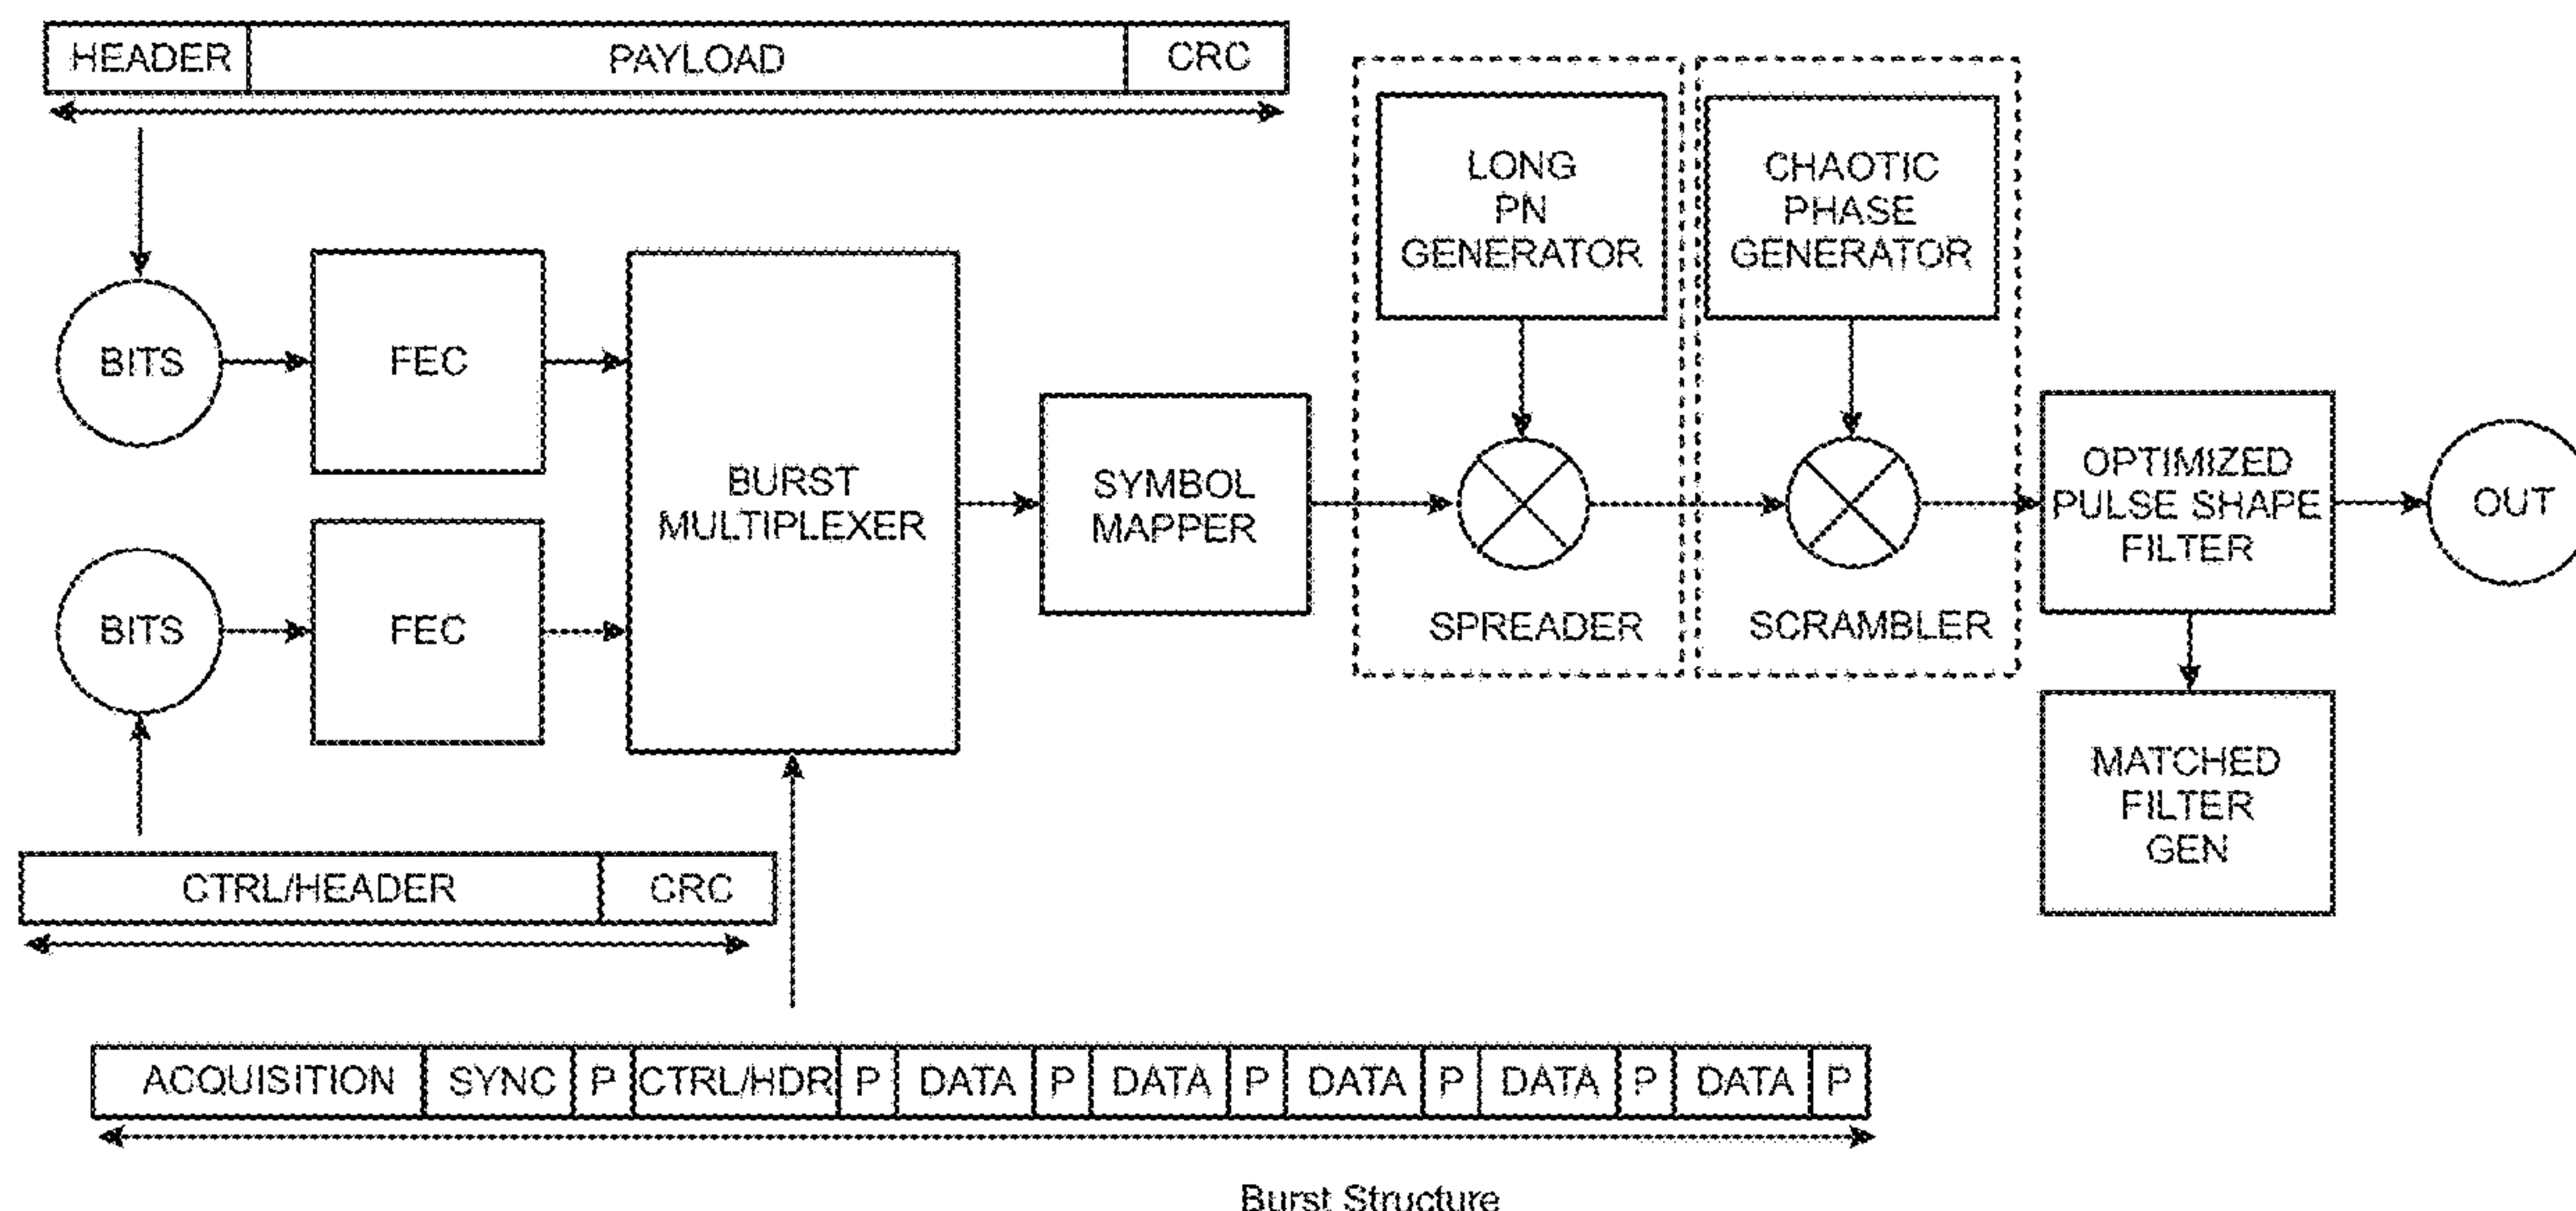 HEADER PAYLOAD CRC
LONG
PN
GENERATOR
CHAOTIC
PHASE
GENERATOR
BITS
FEC
BITS
FEC
BURST
MULTIPLEXER
SYMBOL
MAPPER
SPREADER
SCRAMBLER
OPTIMIZED
PULSE SHAPE
FILTER
OUT
MATCHED
FILTER
GEN
CTRL/HEADER CRC
ACQUISITION SYNC P CTRL/HDR P DATA P DATA P DATA P DATA P DATA P
Burst Structure